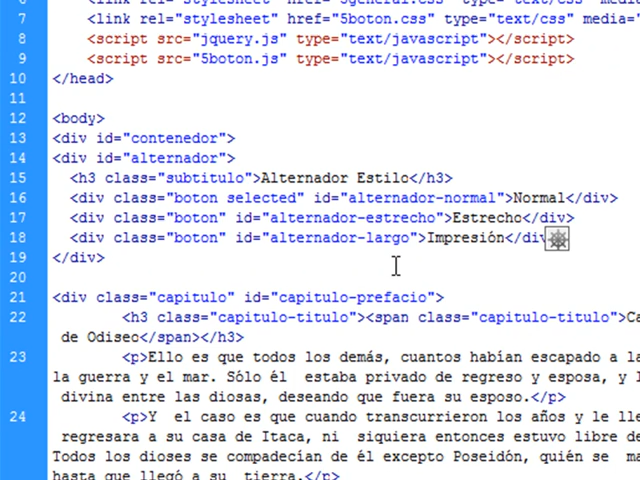 7 <link rel="stylesheet" href="5boton.css" type="text/css" media="
8 <script src="jquery.js" type="text/javascript"></script>
9 <script src="5boton.js" type="text/javascript"></script>
10 </head>
11
12 <body>
13 <div id="contenedor">
14 <div id="alternador">
15 <h3 class="subtitulo">Alternador Estilo</h3>
16 <div class="boton selected" id="alternador-normal">Normal</div>
17 <div class="boton" id="alternador-estrecho">Estrecho</div>
18 <div class="boton" id="alternador-largo">Impresión</div
19 </div>
20
21 <div class="capitulo" id="capitulo-prefacio">
22 <h3 class="capitulo-titulo"><span class="capitulo-titulo">Ca
de Odiseo</span></h3>
23 <p>Ello es que todos los demás, cuantos habían escapado a la
la guerra y el mar. Sólo él estaba privado de regreso y esposa, y l
divina entre las diosas, deseando que fuera su esposo.</p>
24 <p>Y el caso es que cuando transcurrieron los años y le lle
regresara a su casa de Itaca, ni siquiera entonces estuvo libre de
Todos los dioses se compadecían de él excepto Poseidón, quién se ma
hasta que llegó a su tierra.</p>